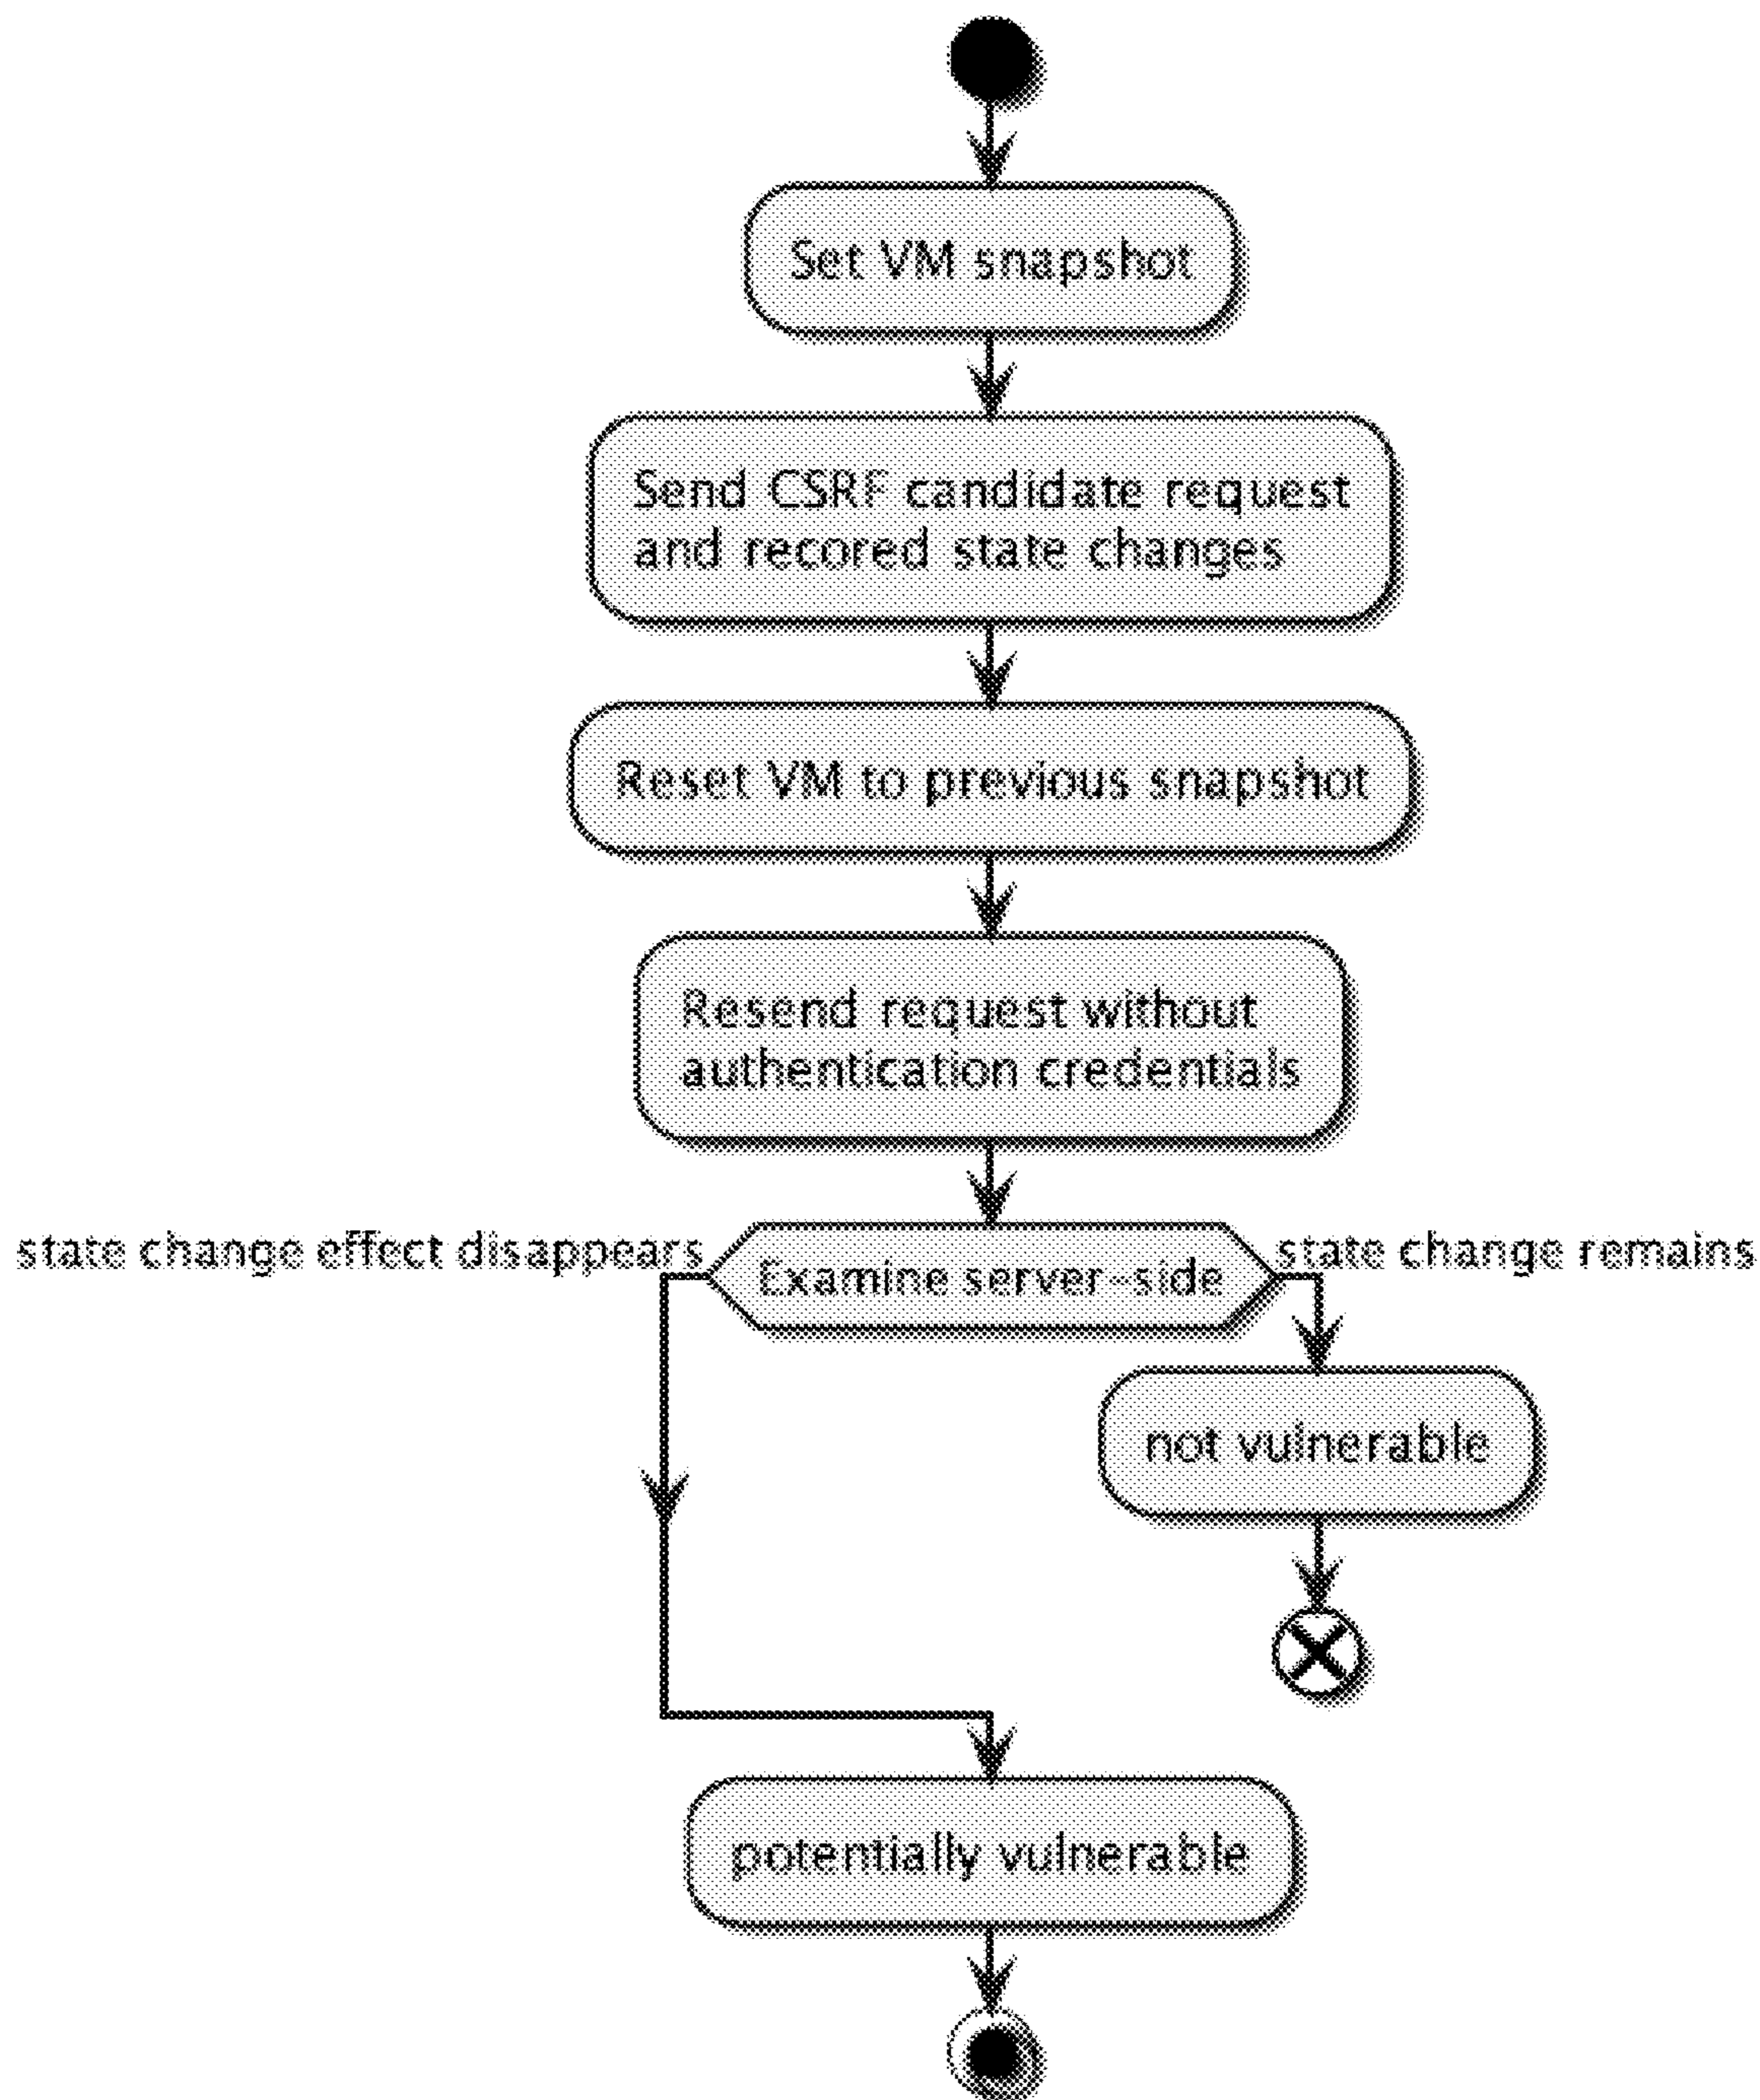 Set VM snapshot
Send CSRF candidate request
and recored state changes
Reset VM to previous snapshot
Resend request without
authentication credentials
state change effect disappears
Examine server-side
state change remains
not vulnerable
potentially vulnerable